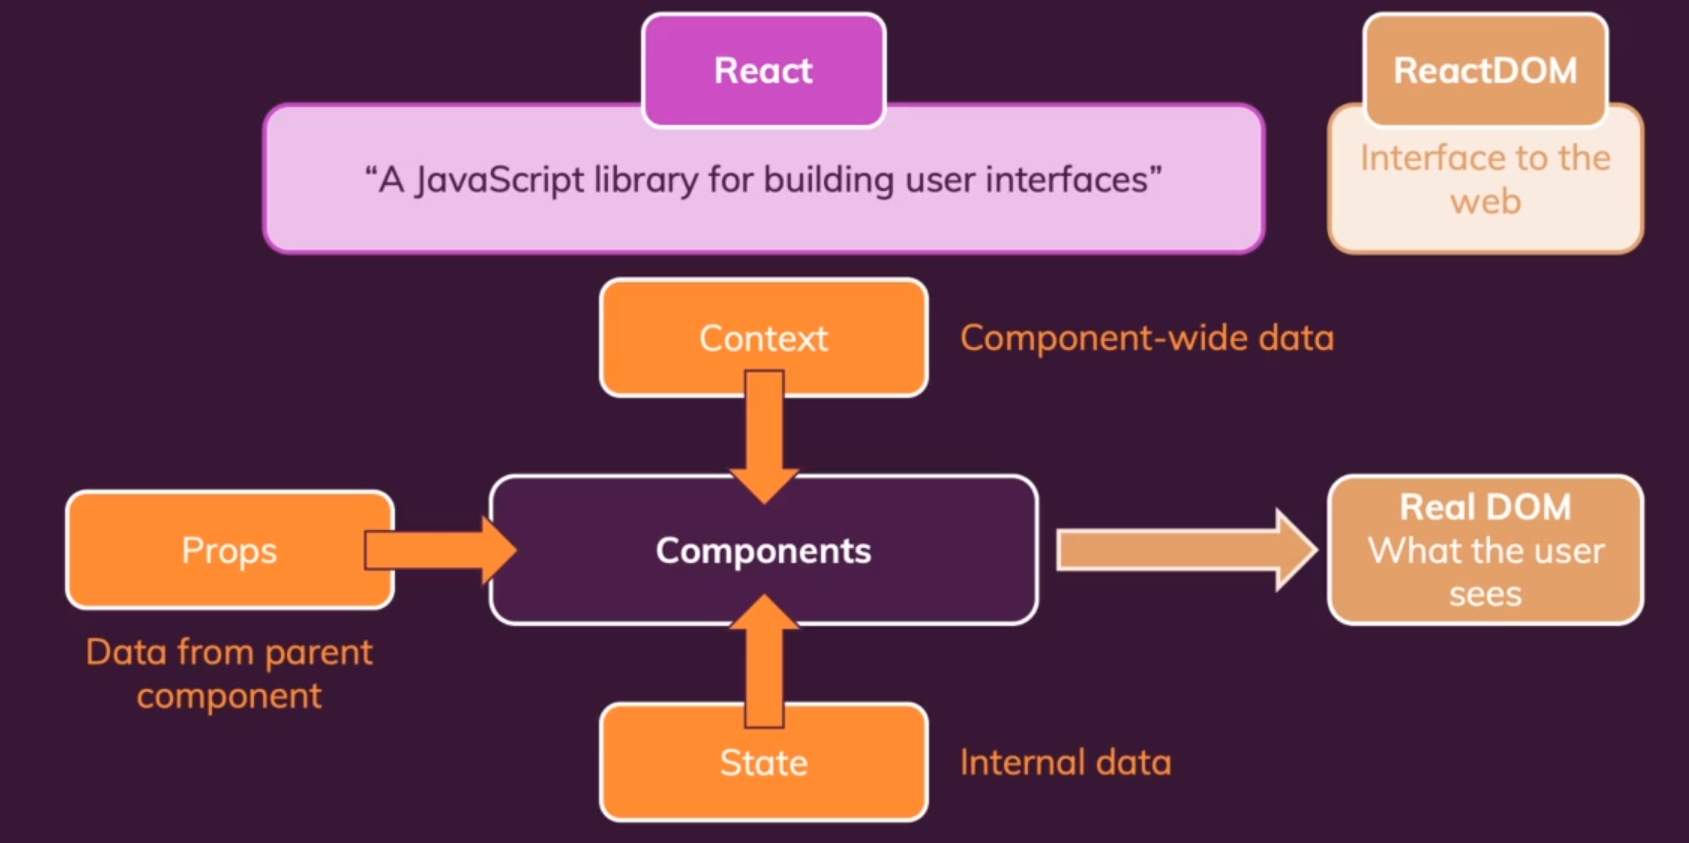 React
ReactDOM
“A JavaScript library for building user interfaces”
Interface to the
web
Context
Component-wide data
Props
Data from parent
component
Components
Real DOM
What the user
sees
State
Internal data